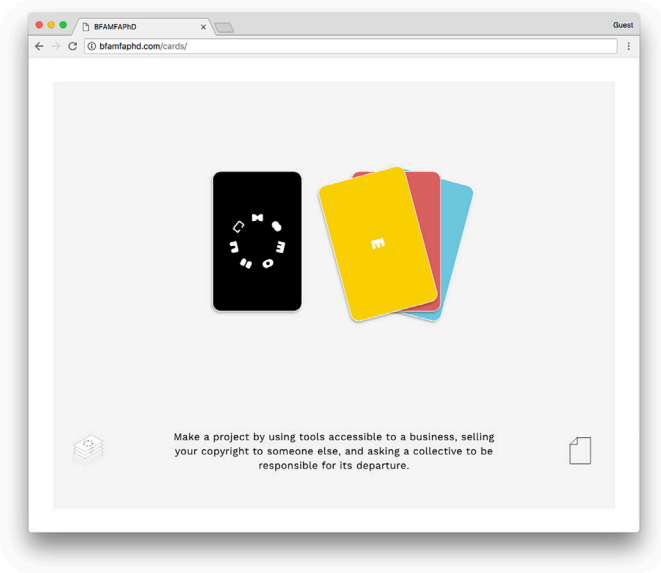 BFAMFAPhD
Guest
bfamfaphd.com/cards/
E
Make a project by using tools accessible to a business, selling
your copyright to someone else, and asking a collective to be
responsible for its departure.